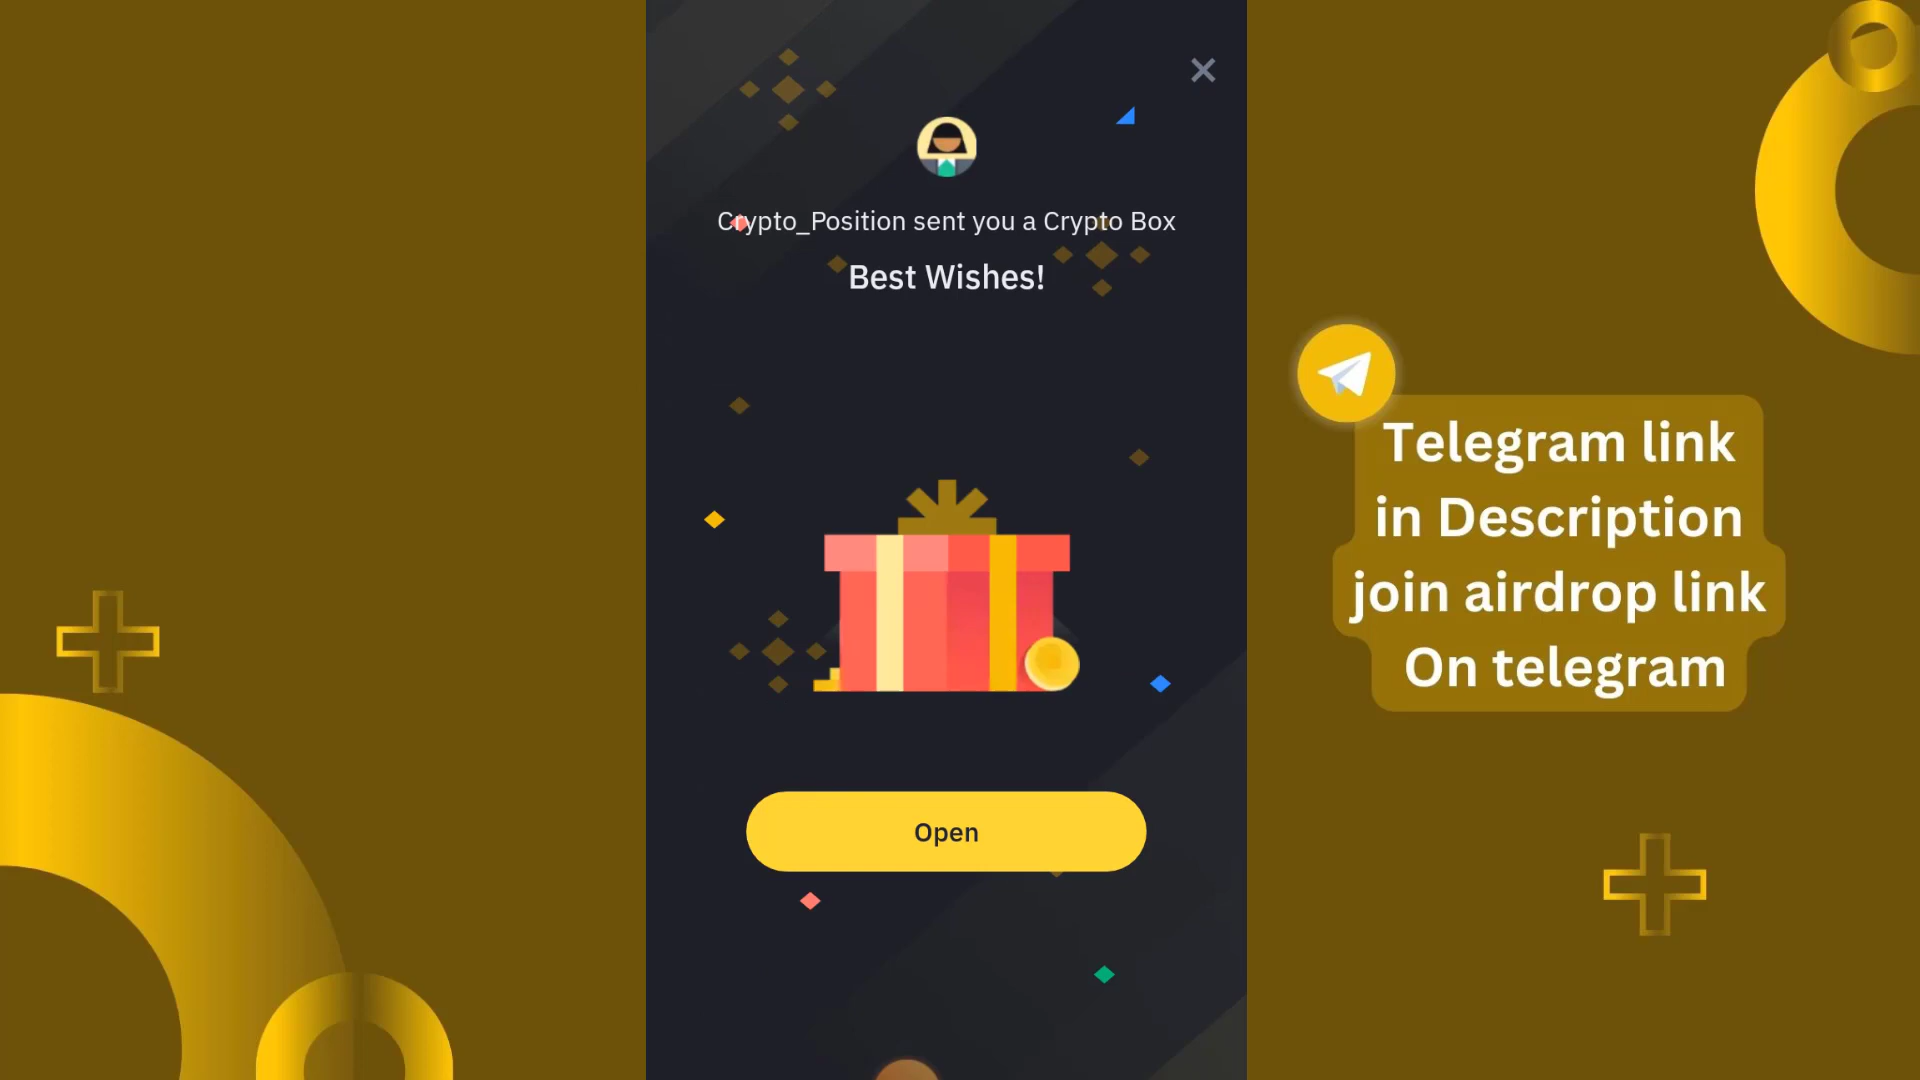 Crypto_Position sent you a Crypto Box
Best Wishes!
Open
Telegram link
in Description
join airdrop link
On telegram